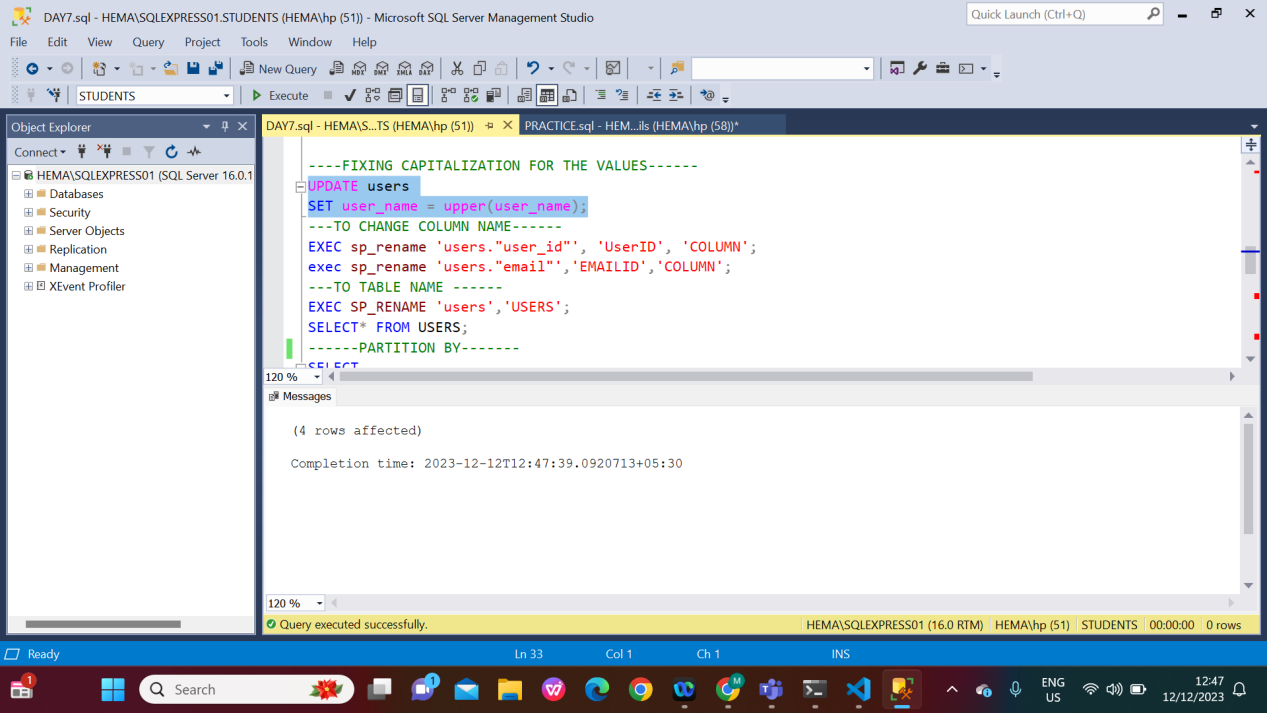 DAY7.sql - HEMA\SQLEXPRESS01.STUDENTS (HEMA\hp (51)) - Microsoft SQL Server Management Studio
Quick Launch (Ctrl+Q)
File Edit View Query Project Tools Window Help
New Query
MDX DMX XMLA DAX
STUDENTS
Execute
Object Explorer
DAY7.sql - HEMA\S...TS (HEMA\hp (51))
PRACTICE.sql - HEM...ils (HEMA\hp (58))*
Connect
HEMA\SQLEXPRESS01 (SQL Server 16.0.1
Databases
Security
Server Objects
Replication
Management
XEvent Profiler
----FIXING CAPITALIZATION FOR THE VALUES------
UPDATE users
SET user_name = upper(user_name);
---TO CHANGE COLUMN NAME------
EXEC sp_rename 'users."user_id"', 'UserID', 'COLUMN';
exec sp_rename 'users."email"','EMAILID','COLUMN';
---TO TABLE NAME ------
EXEC SP_RENAME 'users','USERS';
SELECT* FROM USERS;
------PARTITION BY-------
SELECT
120 %
Messages
(4 rows affected)
Completion time: 2023-12-12T12:47:39.0920713+05:30
120 %
Query executed successfully.
HEMA\SQLEXPRESS01 (16.0 RTM) HEMA\hp (51) STUDENTS 00:00:00 0 rows
Ready
Ln 33 Col 1 Ch 1 INS
1
Search
1
M
ENG
US
12:47
12/12/2023